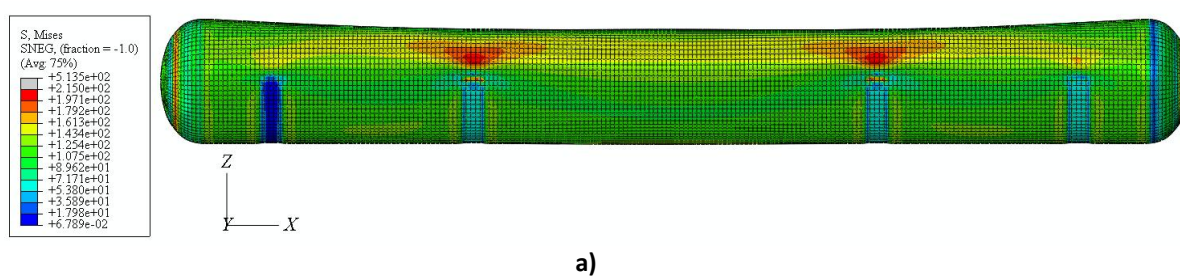 S, Mises
SNEG, (fraction = -1.0)
(Avg: 75%)
+5.135e+02
+2.150e+02
+1.971e+02
+1.792e+02
+1.613e+02
+1.434e+02
+1.254e+02
+1.075e+02
+8.962e+01
+7.171e+01
+5.380e+01
+3.589e+01
+1.798e+01
+6.789e-02
Z
Y
X
a)